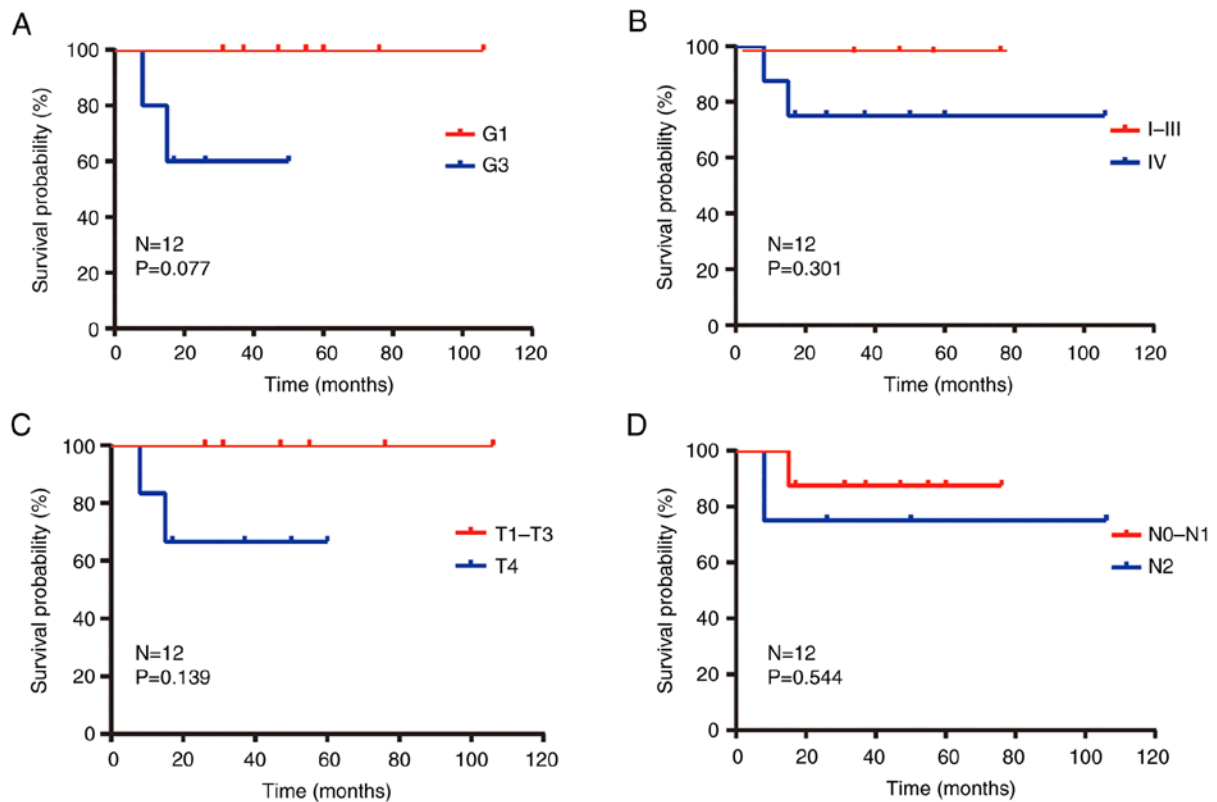 A
Survival probability (%)
100
80
60
40
20
0
0 20 40 60 80 100 120
Time (months)
G1
G3
N=12
P=0.077
B
Survival probability (%)
100
80
60
40
20
0
0 20 40 60 80 100 120
Time (months)
I–III
IV
N=12
P=0.301
C
Survival probability (%)
100
80
60
40
20
0
0 20 40 60 80 100 120
Time (months)
T1–T3
T4
N=12
P=0.139
D
Survival probability (%)
100
80
60
40
20
0
0 20 40 60 80 100 120
Time (months)
N0–N1
N2
N=12
P=0.544